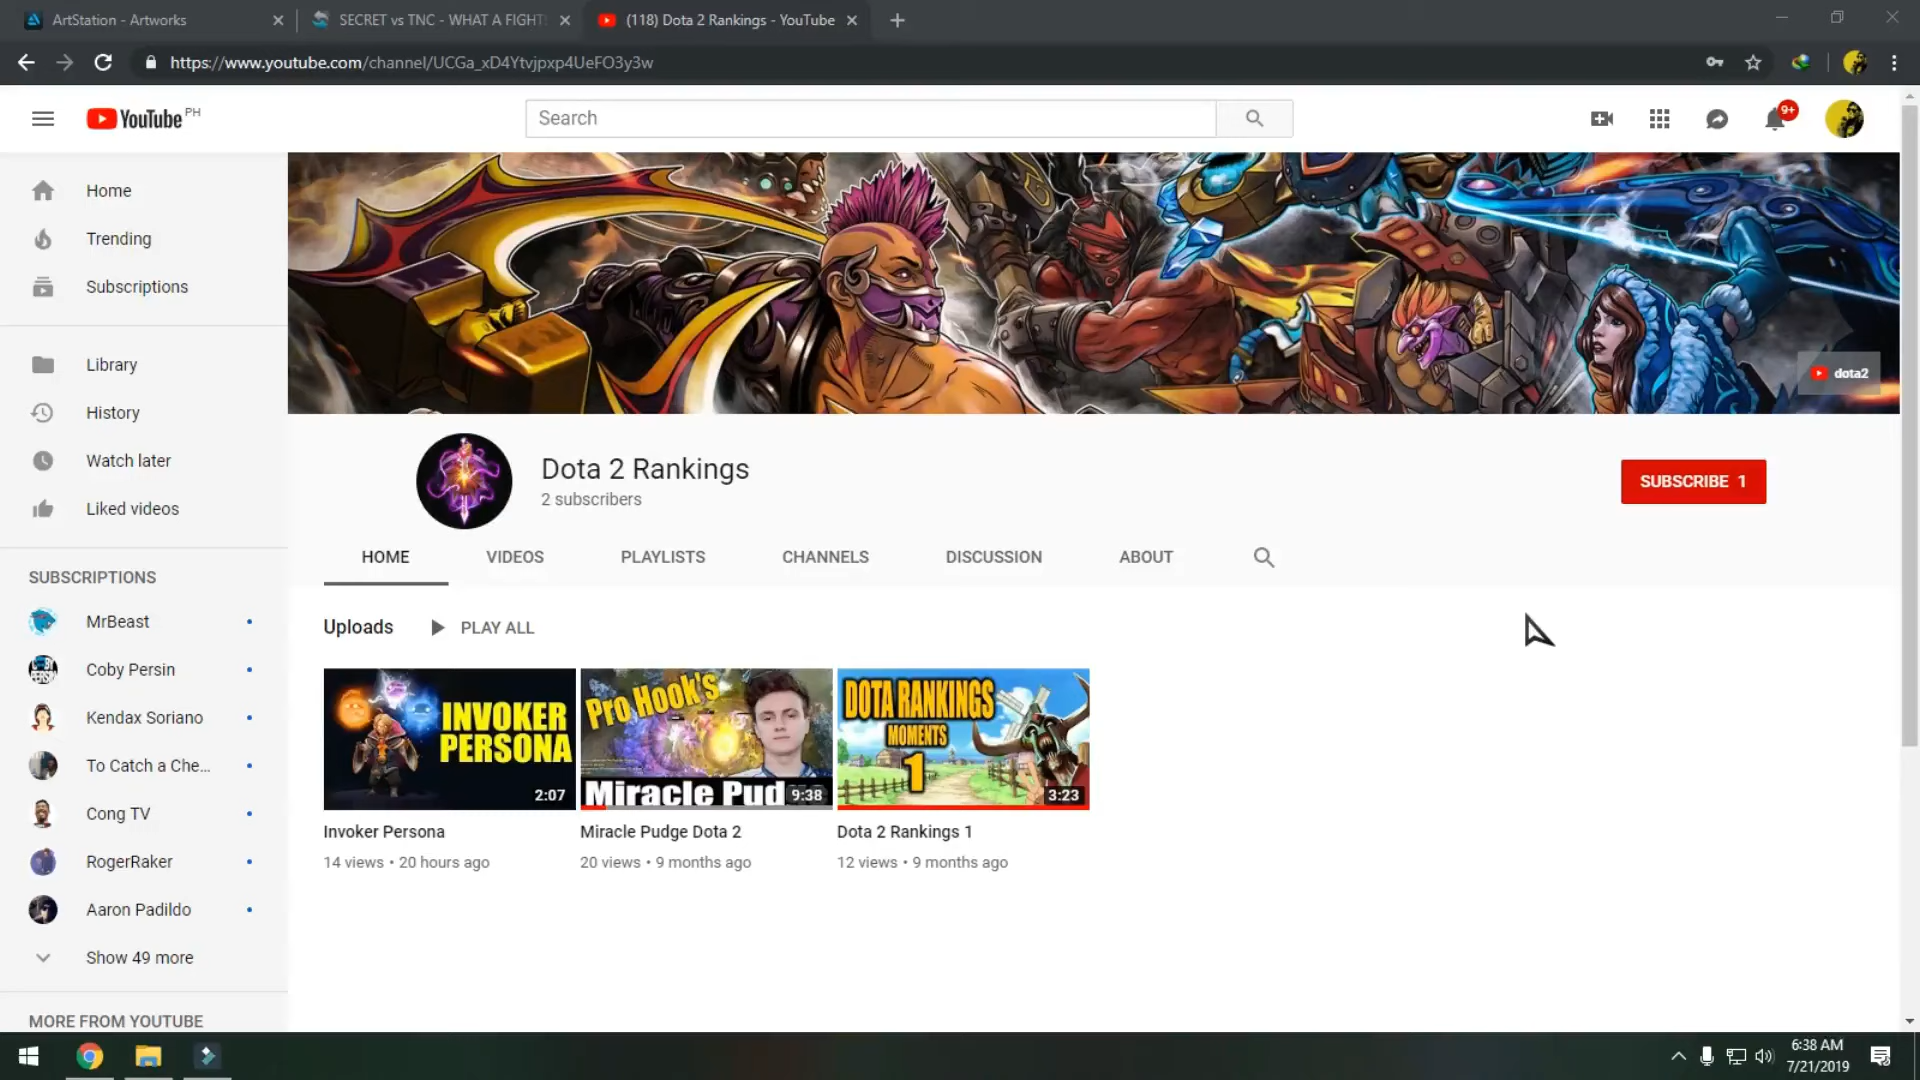 ArtStation - Artworks
SECRET vs TNC - WHAT A FIGHT!
(118) Dota 2 Rankings - YouTube
https://www.youtube.com/channel/UCGa_xD4Ytvjpxp4UeFO3y3w
YouTube PH
Search
9+
Home
Trending
Subscriptions
Library
History
Watch later
Liked videos
SUBSCRIPTIONS
MrBeast
Coby Persin
Kendax Soriano
To Catch a Che...
Cong TV
RogerRaker
Aaron Padildo
Show 49 more
MORE FROM YOUTUBE
dota2
Dota 2 Rankings
2 subscribers
SUBSCRIBE 1
HOME
VIDEOS
PLAYLISTS
CHANNELS
DISCUSSION
ABOUT
Uploads
PLAY ALL
INVOKER
PERSONA
2:07
Pro Hook's
Miracle Pud
9:38
DOTA RANKINGS
MOMENTS
1
3:23
Invoker Persona
14 views • 20 hours ago
Miracle Pudge Dota 2
20 views • 9 months ago
Dota 2 Rankings 1
12 views • 9 months ago
6:38 AM
7/21/2019